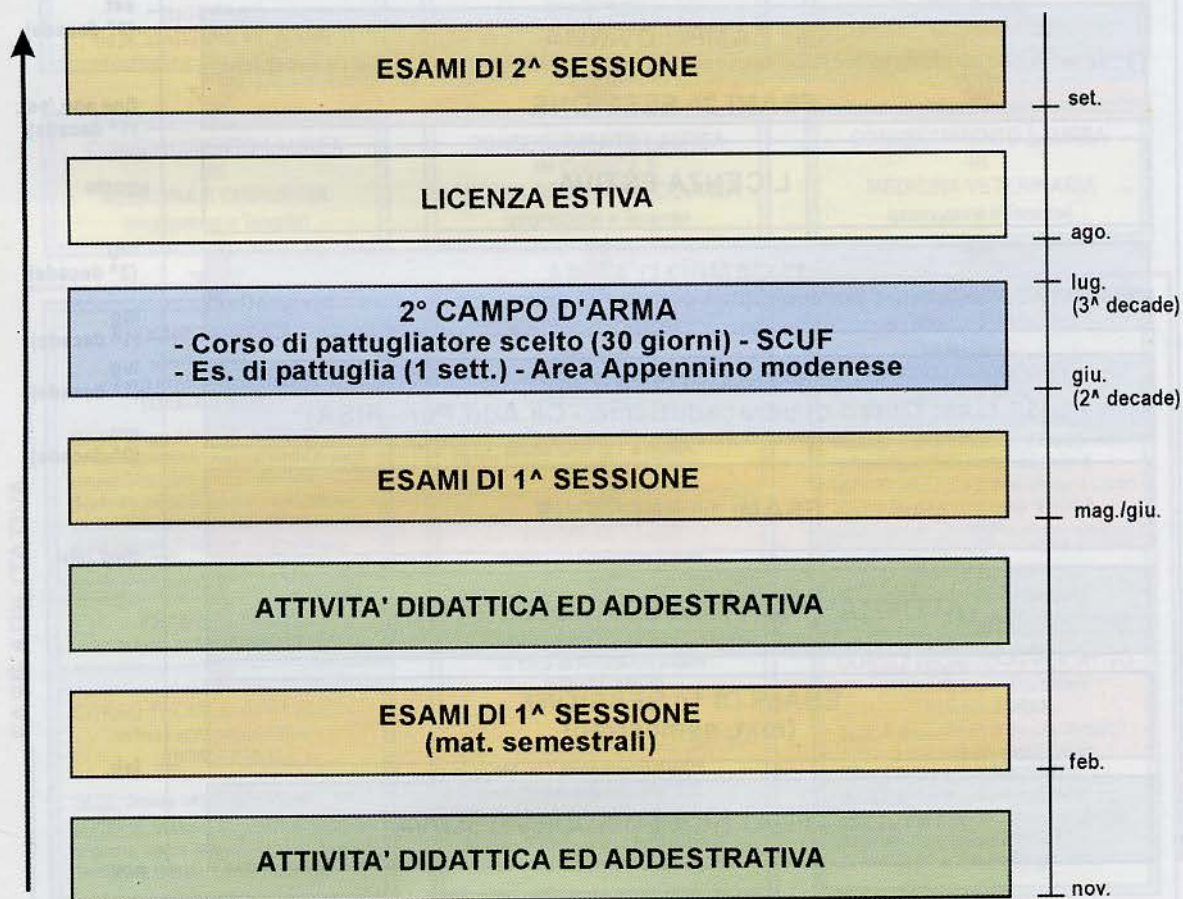 ESAMI DI 2^ SESSIONE
set.
LICENZA ESTIVA
ago.
lug.
(3^ decade)
2° CAMPO D'ARMA
- Corso di pattugliatore scelto (30 giorni) - SCUF
- Es. di pattuglia (1 sett.) - Area Appennino modenese
giu.
(2^ decade)
ESAMI DI 1^ SESSIONE
mag./giu.
ATTIVITA' DIDATTICA ED ADDESTRATIVA
ESAMI DI 1^ SESSIONE
(mat. semestrali)
feb.
ATTIVITA' DIDATTICA ED ADDESTRATIVA
nov.